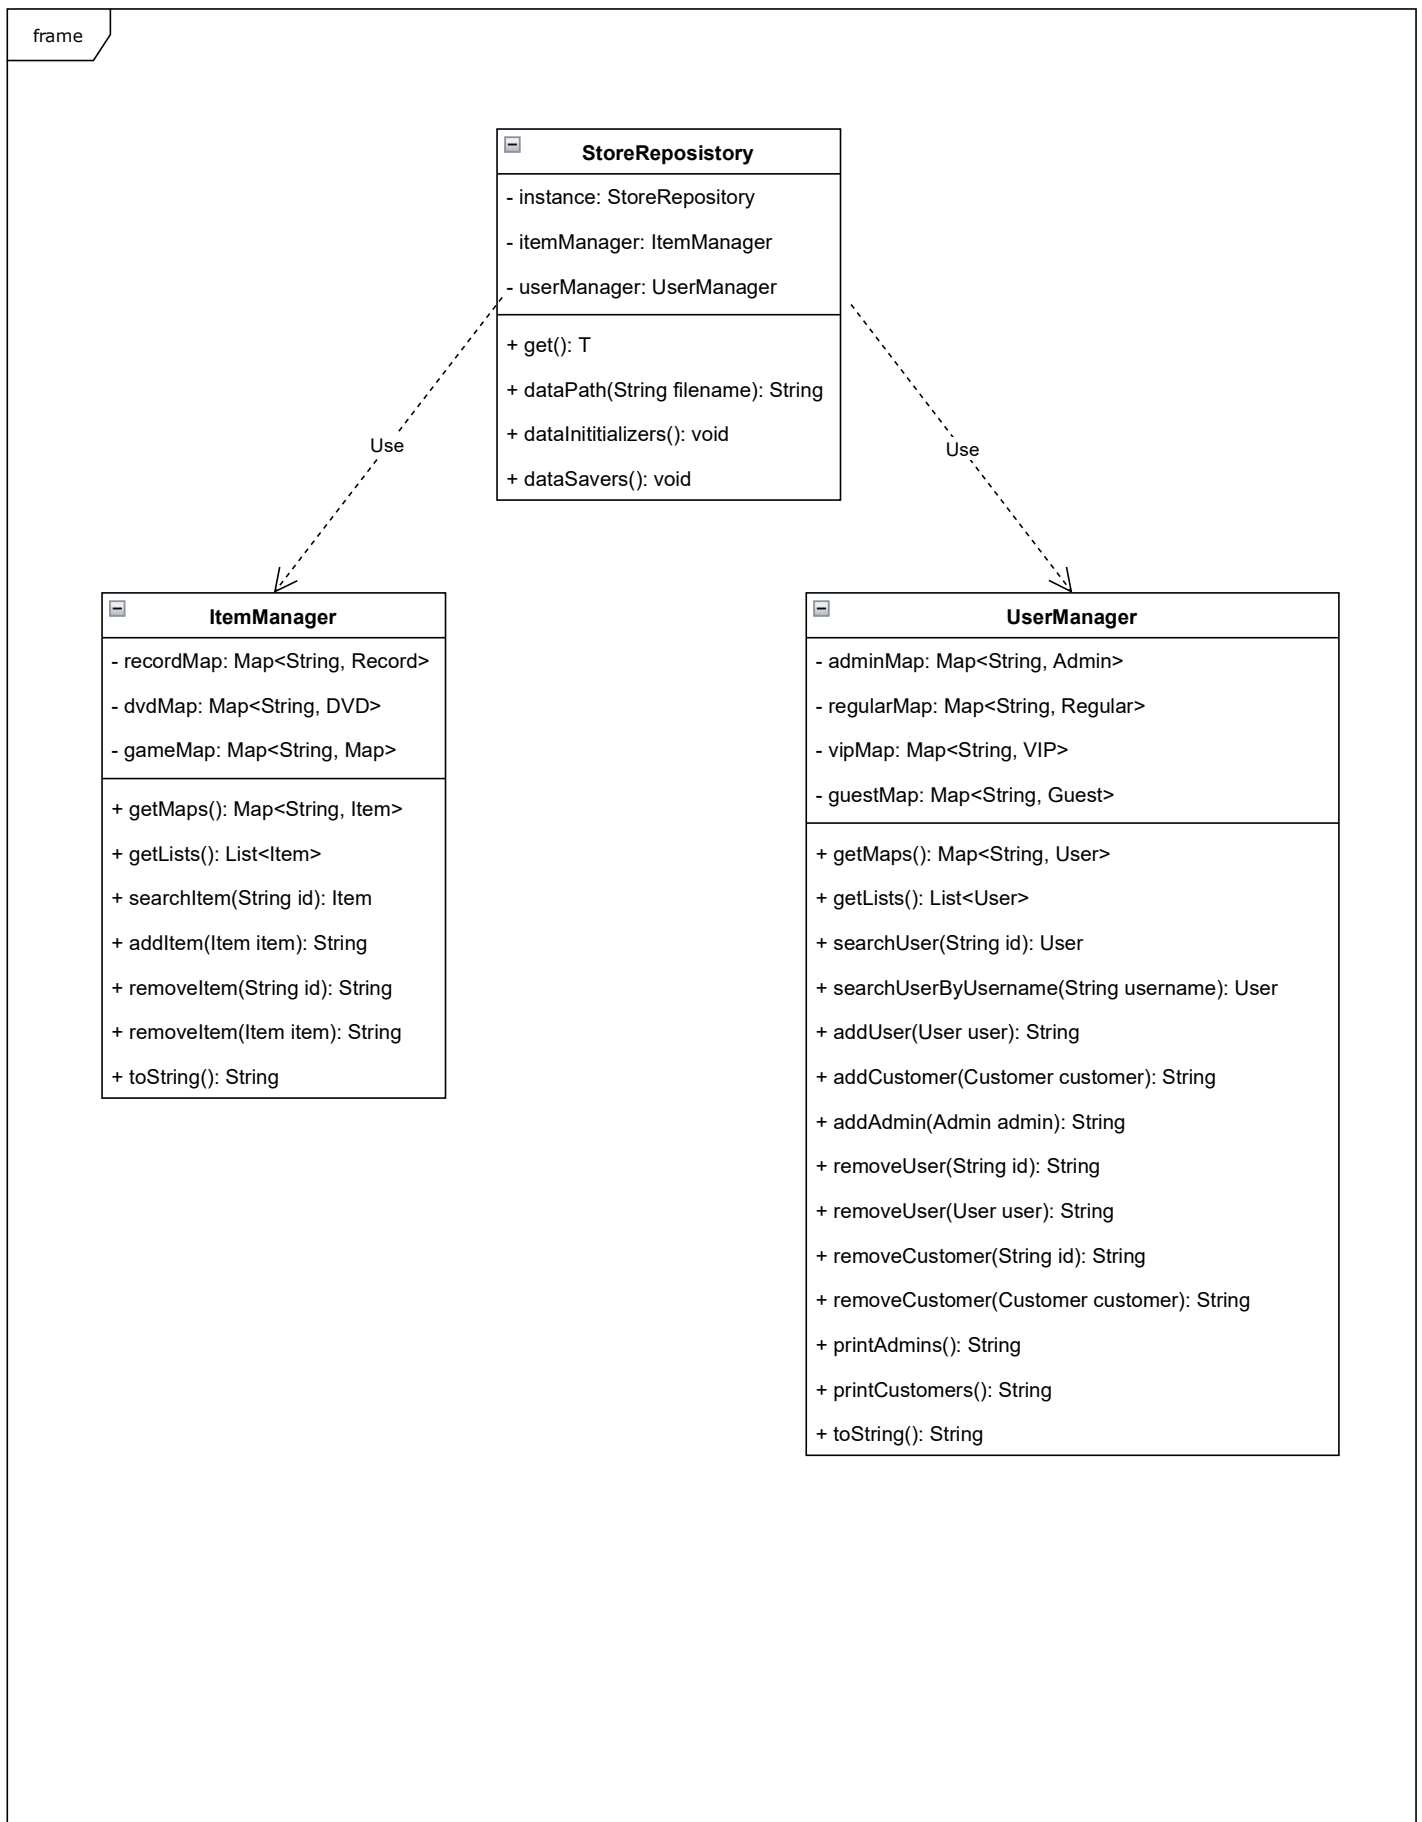 frame
StoreReposistory
- instance: StoreRepository
- itemManager: ItemManager
- userManager: UserManager
+ get(): T
+ dataPath(String filename): String
+ dataInititializers(): void
+ dataSavers(): void
Use
Use
ItemManager
- recordMap: Map<String, Record>
- dvdMap: Map<String, DVD>
- gameMap: Map<String, Map>
+ getMaps(): Map<String, Item>
+ getLists(): List<Item>
+ searchItem(String id): Item
+ addItem(Item item): String
+ removeItem(String id): String
+ removeItem(Item item): String
+ toString(): String
UserManager
- adminMap: Map<String, Admin>
- regularMap: Map<String, Regular>
- vipMap: Map<String, VIP>
- guestMap: Map<String, Guest>
+ getMaps(): Map<String, User>
+ getLists(): List<User>
+ searchUser(String id): User
+ searchUserByUsername(String username): User
+ addUser(User user): String
+ addCustomer(Customer customer): String
+ addAdmin(Admin admin): String
+ removeUser(String id): String
+ removeUser(User user): String
+ removeCustomer(String id): String
+ removeCustomer(Customer customer): String
+ printAdmins(): String
+ printCustomers(): String
+ toString(): String